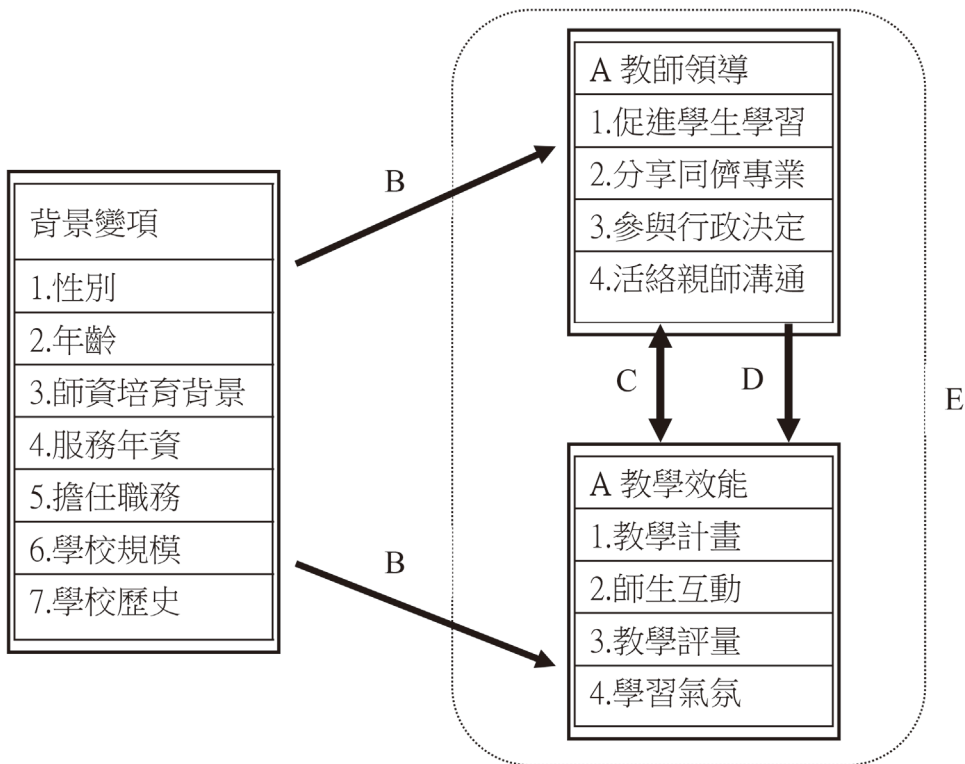 背景變項
1.性別
2.年齡
3.師資培育背景
4.服務年資
5.擔任職務
6.學校規模
7.學校歷史
B
B
A 教師領導
1.促進學生學習
2.分享同儕專業
3.參與行政決定
4.活絡親師溝通
C
D
E
A 教學效能
1.教學計畫
2.師生互動
3.教學評量
4.學習氣氛